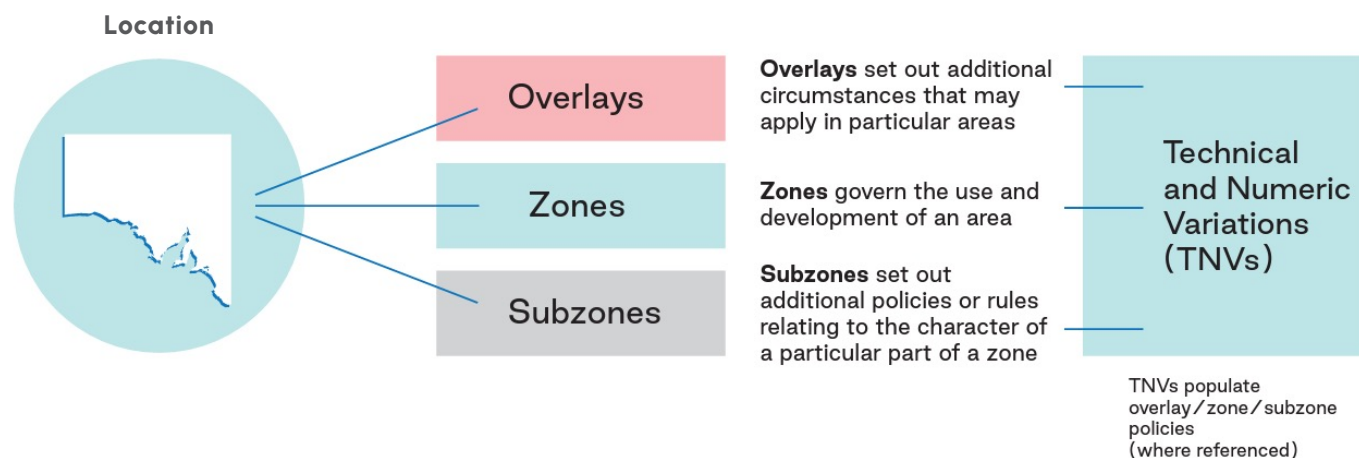 Location
Overlays
Overlays set out additional
circumstances that may
apply in particular areas
Zones
Zones govern the use and
development of an area
Subzones
Subzones set out
additional policies or rules
relating to the character of
a particular part of a zone
Technical
and Numeric
Variations
(TNVs)
TNVs populate
overlay/zone/subzone
policies
(where referenced)